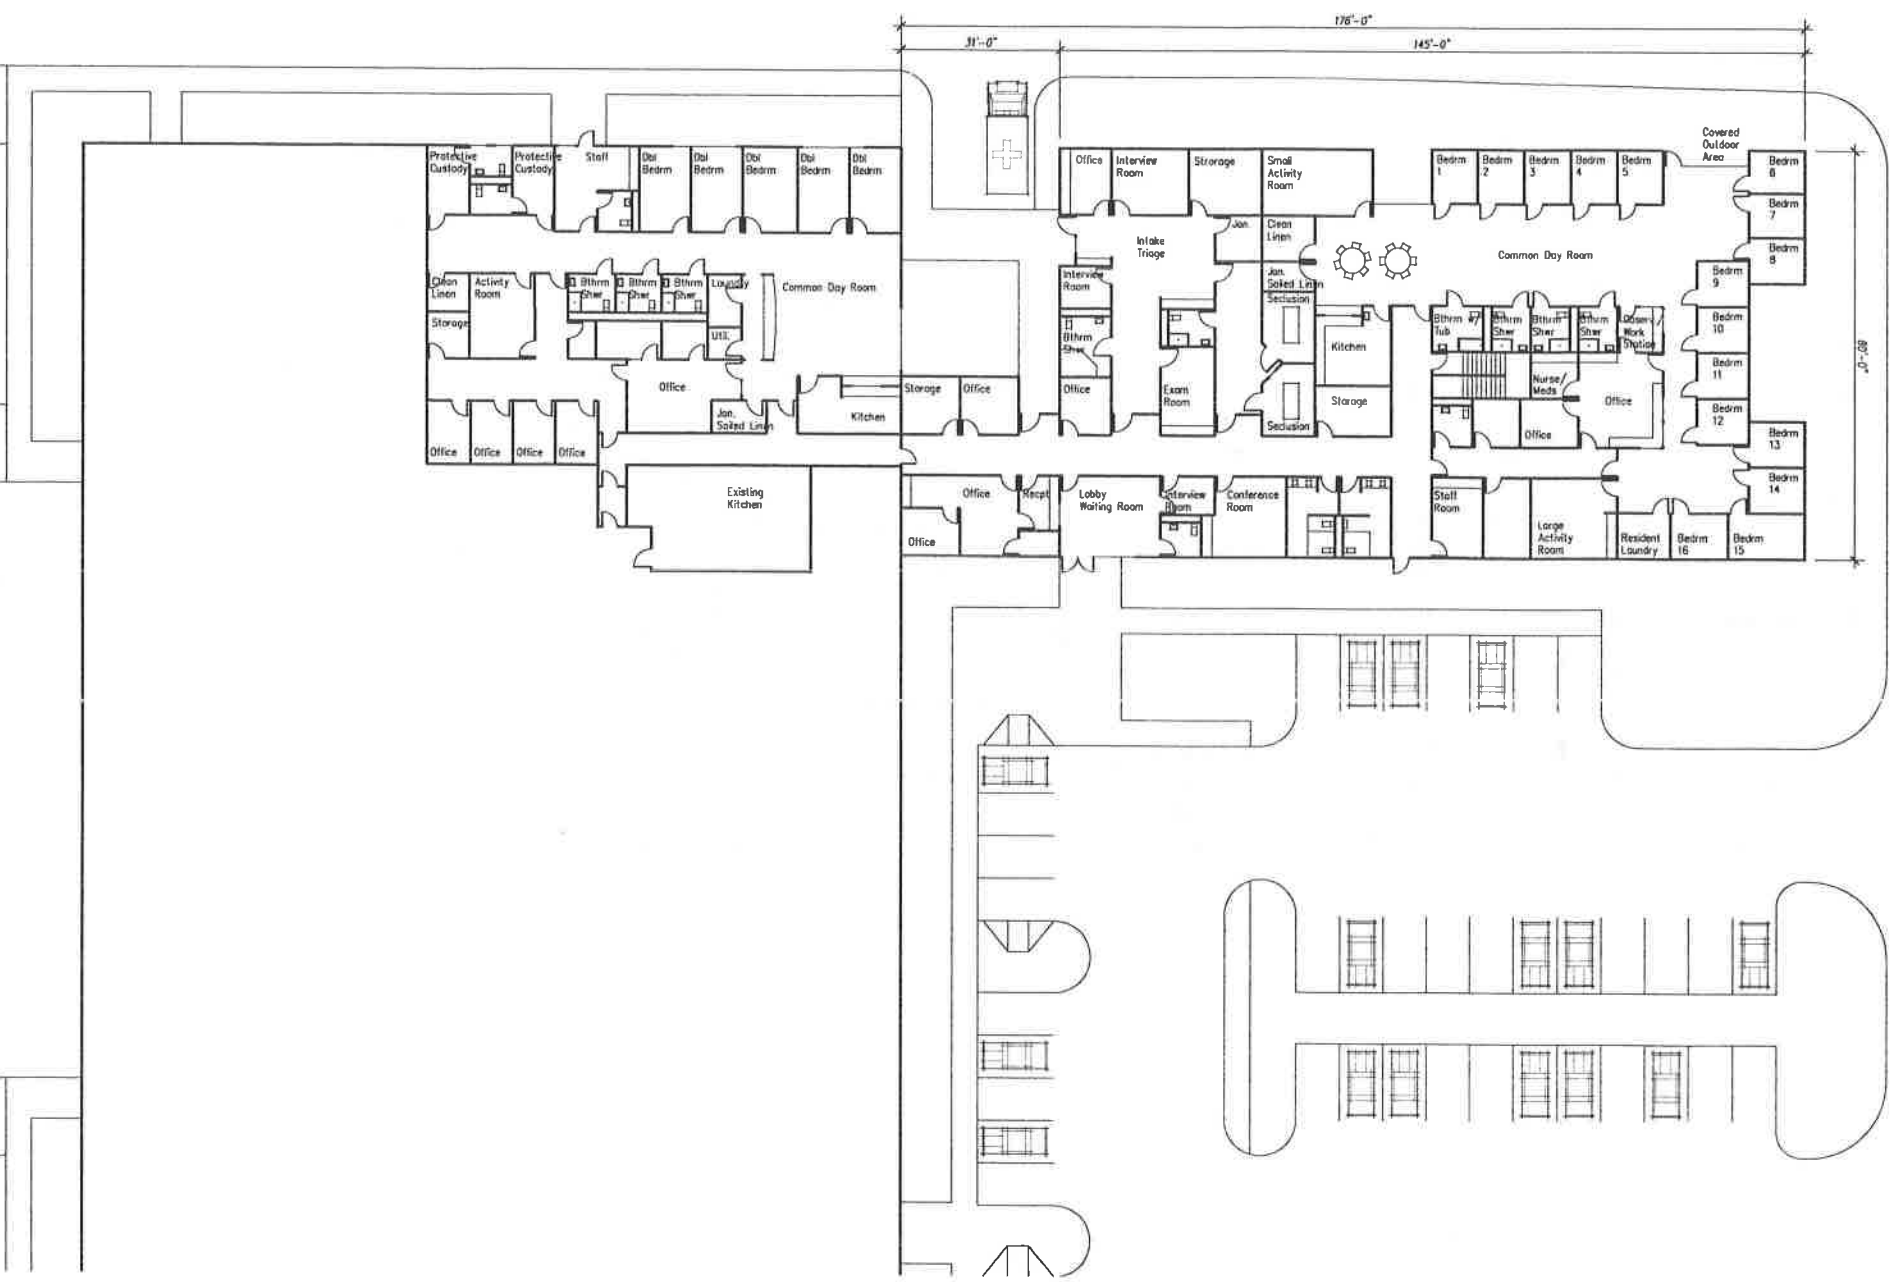 176'-0"
31'-0"
145'-0"
Covered
Outdoor
Area
Protective
Custody
Protective
Custody
Staff
Dbl
Bedrm
Dbl
Bedrm
Dbl
Bedrm
Dbl
Bedrm
Dbl
Bedrm
Office
Interview
Room
Strorage
Small
Activity
Room
Bedrm
1
Bedrm
2
Bedrm
3
Bedrm
4
Bedrm
5
Bedrm
6
Bedrm
7
Bedrm
8
Intake
Triage
Jan.
Clean
Linen
Common Day Room
Clean
Linen
Activity
Room
Bthrm
Shwr
Bthrm
Shwr
Bthrm
Shwr
Laundry
Common Day Room
Interview
Room
Jan.
Soiled Linen
Seclusion
Bedrm
9
Storage
Util.
Bthrm
Shwr
Kitchen
Bthrm w/
Tub
Bthrm
Shwr
Bthrm
Shwr
Bthrm
Shwr
Observ./
Work
Station
Bedrm
10
80'-0"
Office
Storage
Office
Office
Exam
Room
Storage
Nurse/
Meds
Office
Bedrm
11
Jan.
Soiled Linen
Kitchen
Seclusion
Office
Bedrm
12
Bedrm
13
Office
Office
Office
Office
Existing
Kitchen
Office
Recpt
Lobby
Waiting Room
Interview
Room
Conference
Room
Staff
Room
Bedrm
14
Office
Large
Activity
Room
Resident
Laundry
Bedrm
16
Bedrm
15